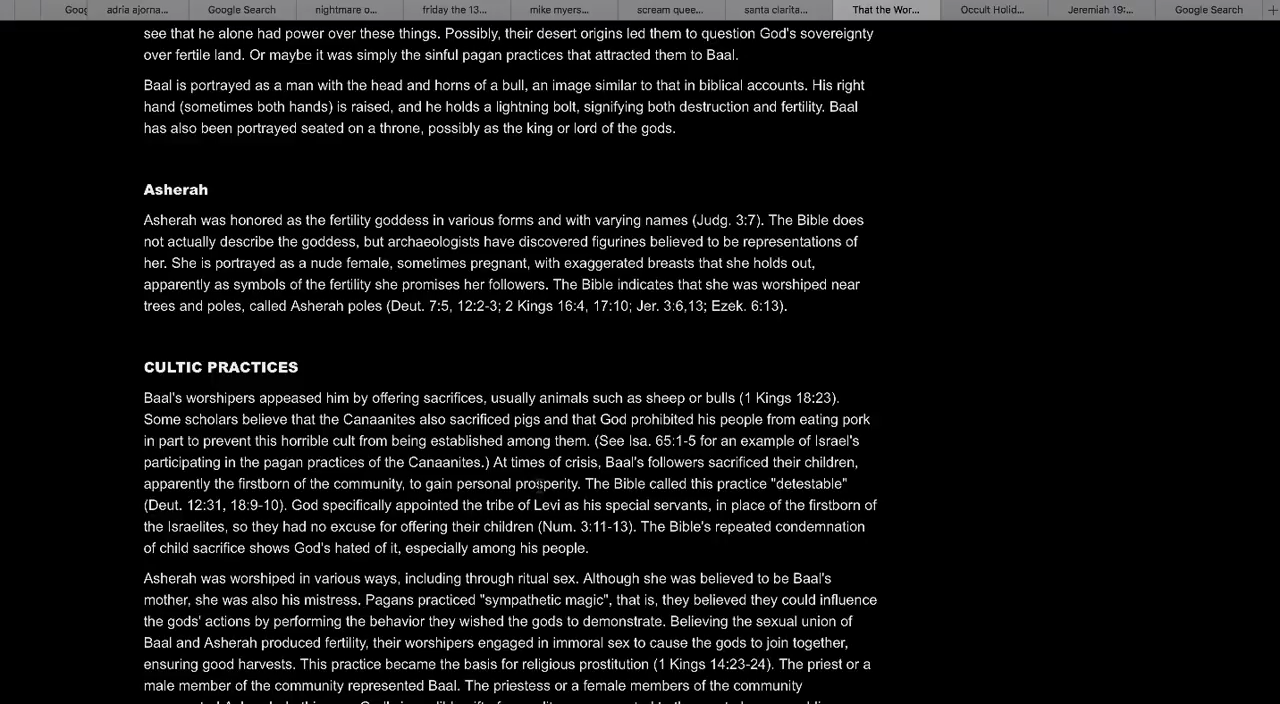 Goog adria ajorna... Google Search nightmare o... friday the 13... mike myers... scream quee... santa clarita... That the Wor... Occult Holid... Jeremiah 19:... Google Search +
see that he alone had power over these things. Possibly, their desert origins led them to question God's sovereignty
over fertile land. Or maybe it was simply the sinful pagan practices that attracted them to Baal.
Baal is portrayed as a man with the head and horns of a bull, an image similar to that in biblical accounts. His right
hand (sometimes both hands) is raised, and he holds a lightning bolt, signifying both destruction and fertility. Baal
has also been portrayed seated on a throne, possibly as the king or lord of the gods.
Asherah
Asherah was honored as the fertility goddess in various forms and with varying names (Judg. 3:7). The Bible does
not actually describe the goddess, but archaeologists have discovered figurines believed to be representations of
her. She is portrayed as a nude female, sometimes pregnant, with exaggerated breasts that she holds out,
apparently as symbols of the fertility she promises her followers. The Bible indicates that she was worshiped near
trees and poles, called Asherah poles (Deut. 7:5, 12:2-3; 2 Kings 16:4, 17:10; Jer. 3:6,13; Ezek. 6:13).
CULTIC PRACTICES
Baal's worshipers appeased him by offering sacrifices, usually animals such as sheep or bulls (1 Kings 18:23).
Some scholars believe that the Canaanites also sacrificed pigs and that God prohibited his people from eating pork
in part to prevent this horrible cult from being established among them. (See Isa. 65:1-5 for an example of Israel's
participating in the pagan practices of the Canaanites.) At times of crisis, Baal's followers sacrificed their children,
apparently the firstborn of the community, to gain personal prosperity. The Bible called this practice "detestable"
(Deut. 12:31, 18:9-10). God specifically appointed the tribe of Levi as his special servants, in place of the firstborn of
the Israelites, so they had no excuse for offering their children (Num. 3:11-13). The Bible's repeated condemnation
of child sacrifice shows God's hated of it, especially among his people.
Asherah was worshiped in various ways, including through ritual sex. Although she was believed to be Baal's
mother, she was also his mistress. Pagans practiced "sympathetic magic", that is, they believed they could influence
the gods' actions by performing the behavior they wished the gods to demonstrate. Believing the sexual union of
Baal and Asherah produced fertility, their worshipers engaged in immoral sex to cause the gods to join together,
ensuring good harvests. This practice became the basis for religious prostitution (1 Kings 14:23-24). The priest or a
male member of the community represented Baal. The priestess or a female members of the community